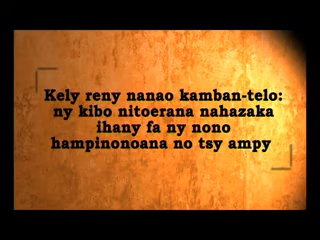 Kely reny nanao kamban-telo:
ny kibo nitoerana nahazaka
ihany fa ny nono
hampinonoana no tsy ampy